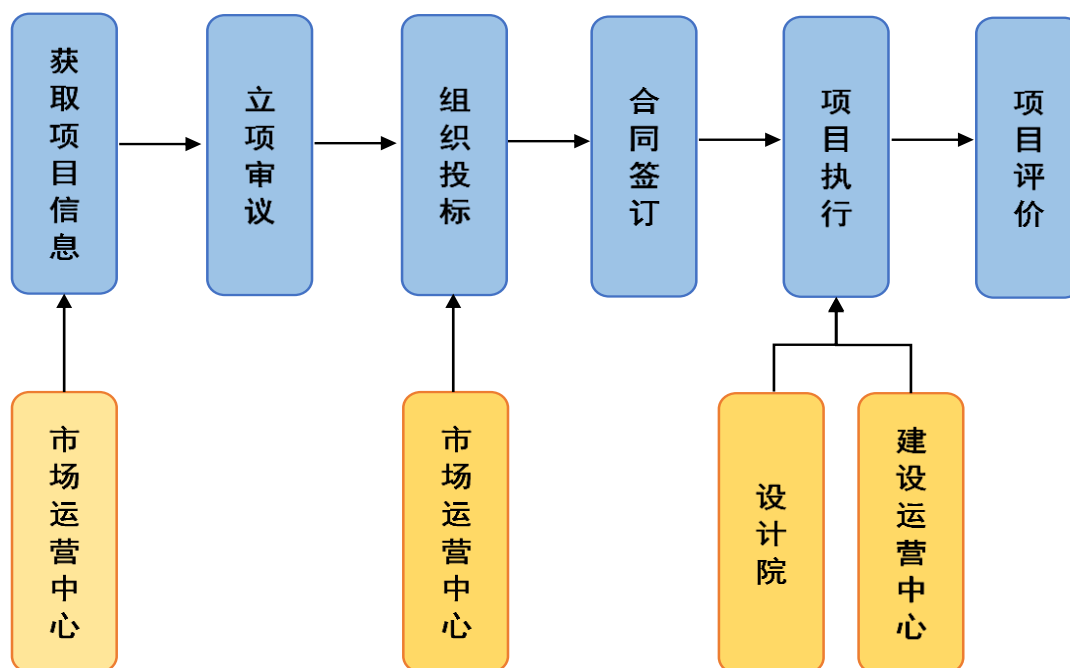 获取项目信息
立项审议
组织投标
合同签订
项目执行
项目评价
市场运营中心
市场运营中心
设计院
建设运营中心